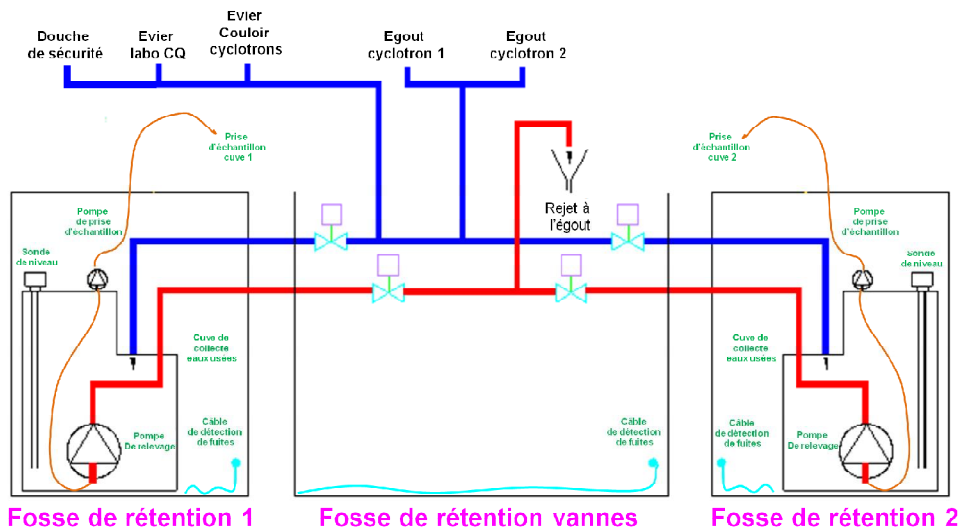 Douche
de sécurité
Evier
labo CQ
Evier
Couloir
cyclotrons
Egout
cyclotron 1
Egout
cyclotron 2
Prise
d'échantillon
cuve 1
Prise
d'échantillon
cuve 2
Rejet à
l'égout
Pompe
de prise
d'échantillon
Sonde
de niveau
Cuve de
collecte
eaux usées
Pompe
De relevage
Câble
de détection
de fuites
Câble
de détection
de fuites
Pompe
de prise
d'échantillon
Sonde
de niveau
Cuve de
collecte
eaux usées
Câble
de détection
de fuites
Pompe
De relevage
Fosse de rétention 1
Fosse de rétention vannes
Fosse de rétention 2